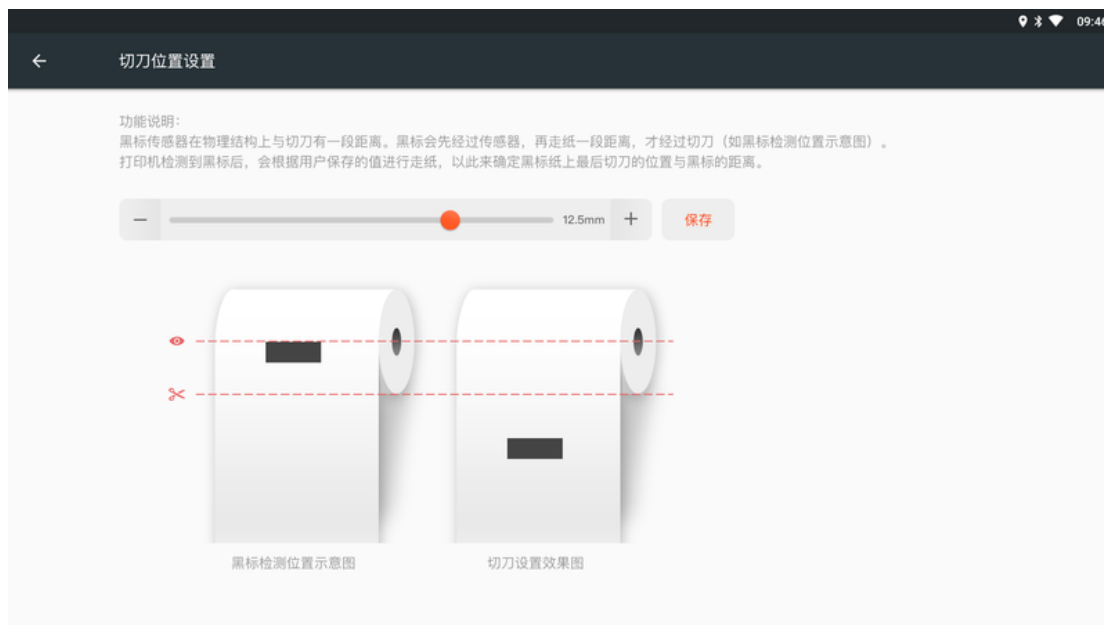 09:46
切刀位置设置
功能说明：
黑标传感器在物理结构上与切刀有一段距离。黑标会先经过传感器，再走纸一段距离，才经过切刀（如黑标检测位置示意图）。
打印机检测到黑标后，会根据用户保存的值进行走纸，以此来确定黑标纸上最后切刀的位置与黑标的距离。
12.5mm
保存
黑标检测位置示意图
切刀设置效果图